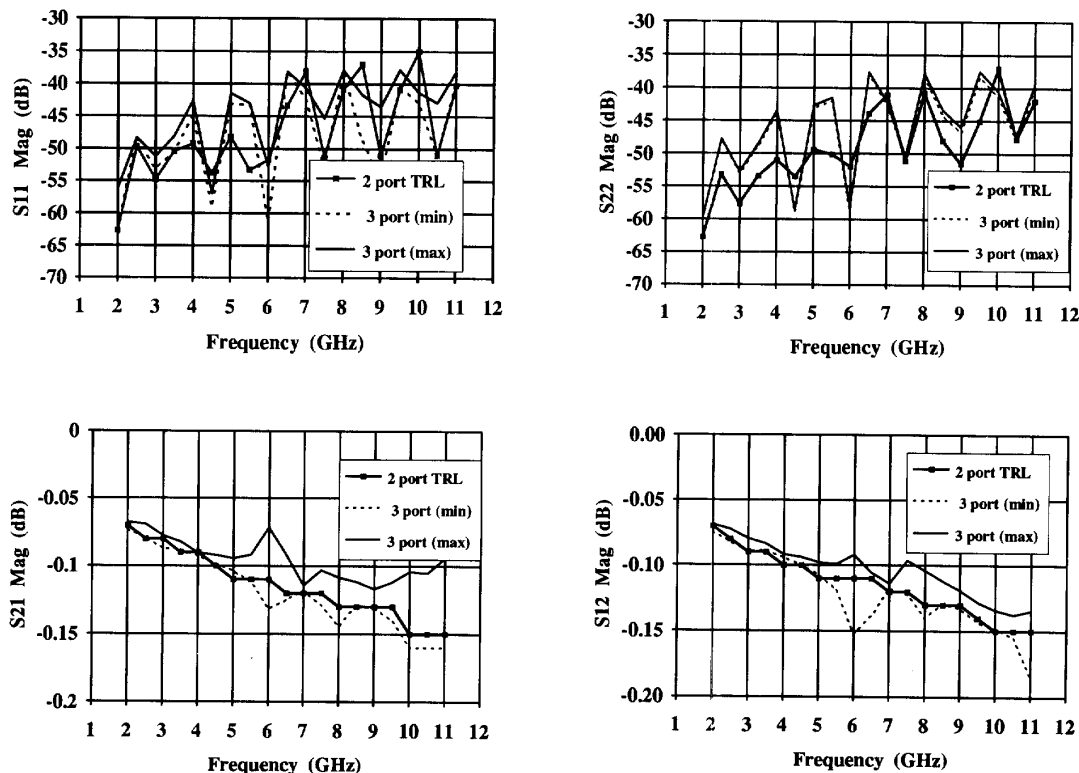 -30
-35
-40
-45
-50
-55
-60
-65
-70
S11 Mag (dB)
2 port TRL
3 port (min)
3 port (max)
1 2 3 4 5 6 7 8 9 10 11 12
Frequency (GHz)
-30
-35
-40
-45
-50
-55
-60
-65
-70
S22 Mag (dB)
2 port TRL
3 port (min)
3 port (max)
1 2 3 4 5 6 7 8 9 10 11 12
Frequency (GHz)
0
-0.05
-0.1
-0.15
-0.2
S21 Mag (dB)
2 port TRL
3 port (min)
3 port (max)
1 2 3 4 5 6 7 8 9 10 11 12
Frequency (GHz)
0.00
-0.05
-0.10
-0.15
-0.20
S12 Mag (dB)
2 port TRL
3 port (min)
3 port (max)
1 2 3 4 5 6 7 8 9 10 11 12
Frequency (GHz)